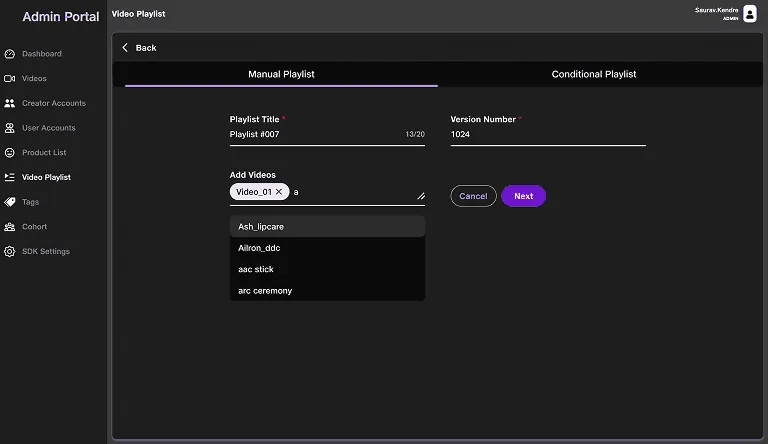 Admin Portal
Video Playlist
Saurav.Kendre
ADMIN
Dashboard
Videos
Creator Accounts
User Accounts
Product List
Video Playlist
Tags
Cohort
SDK Settings
Back
Manual Playlist
Conditional Playlist
Playlist Title *
Version Number *
Playlist #007
13/20
1024
Add Videos
Video_01 ✕ a
Cancel
Next
Ash_lipcare
Ailron_ddc
aac stick
arc ceremony